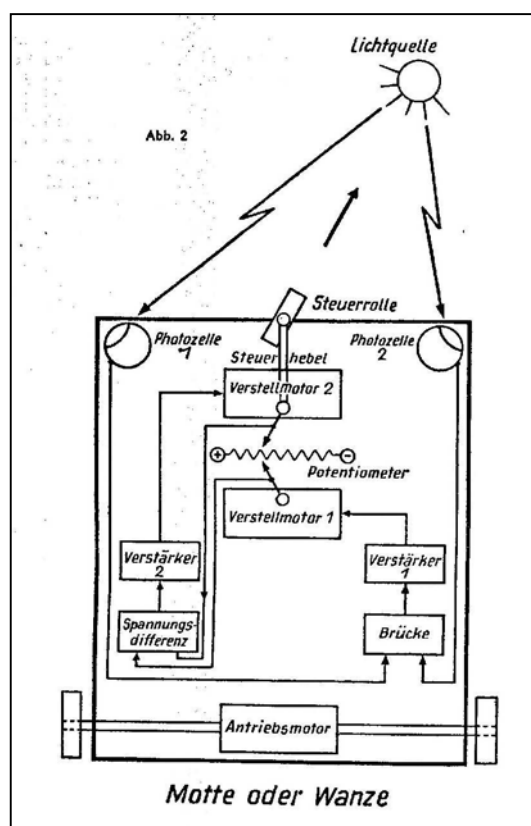 Lichtquelle
Abb. 2
Steuerrolle
Photozelle
1
Photozelle
2
Steuerhebel
Verstellmotor 2
+
-
Potentiometer
Verstellmotor 1
Verstärker
2
Verstärker
1
Spannungs-
differenz
Brücke
Antriebsmotor
Motte oder Wanze